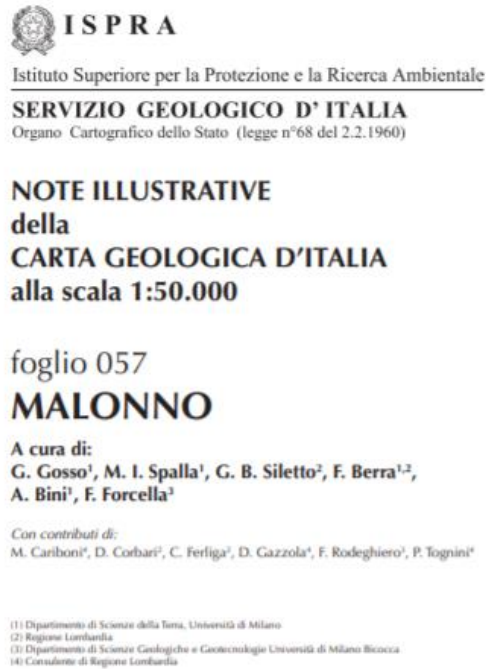 ISPRA
Istituto Superiore per la Protezione e la Ricerca Ambientale
SERVIZIO GEOLOGICO D' ITALIA
Organo Cartografico dello Stato (legge n°68 del 2.2.1960)
NOTE ILLUSTRATIVE
della
CARTA GEOLOGICA D'ITALIA
alla scala 1:50.000
foglio 057
MALONNO
A cura di:
G. Gosso¹, M. I. Spalla¹, G. B. Siletto², F. Berra¹,²,
A. Bini¹, F. Forcella³
Con contributi di:
M. Cariboni⁴, D. Corbari², C. Ferliga², D. Gazzola⁴, F. Rodeghiero³, P. Tognini⁴
(1) Dipartimento di Scienze della Terra, Università di Milano
(2) Regione Lombardia
(3) Dipartimento di Scienze Geologiche e Geotecnologie Università di Milano Bicocca
(4) Consulente di Regione Lombardia